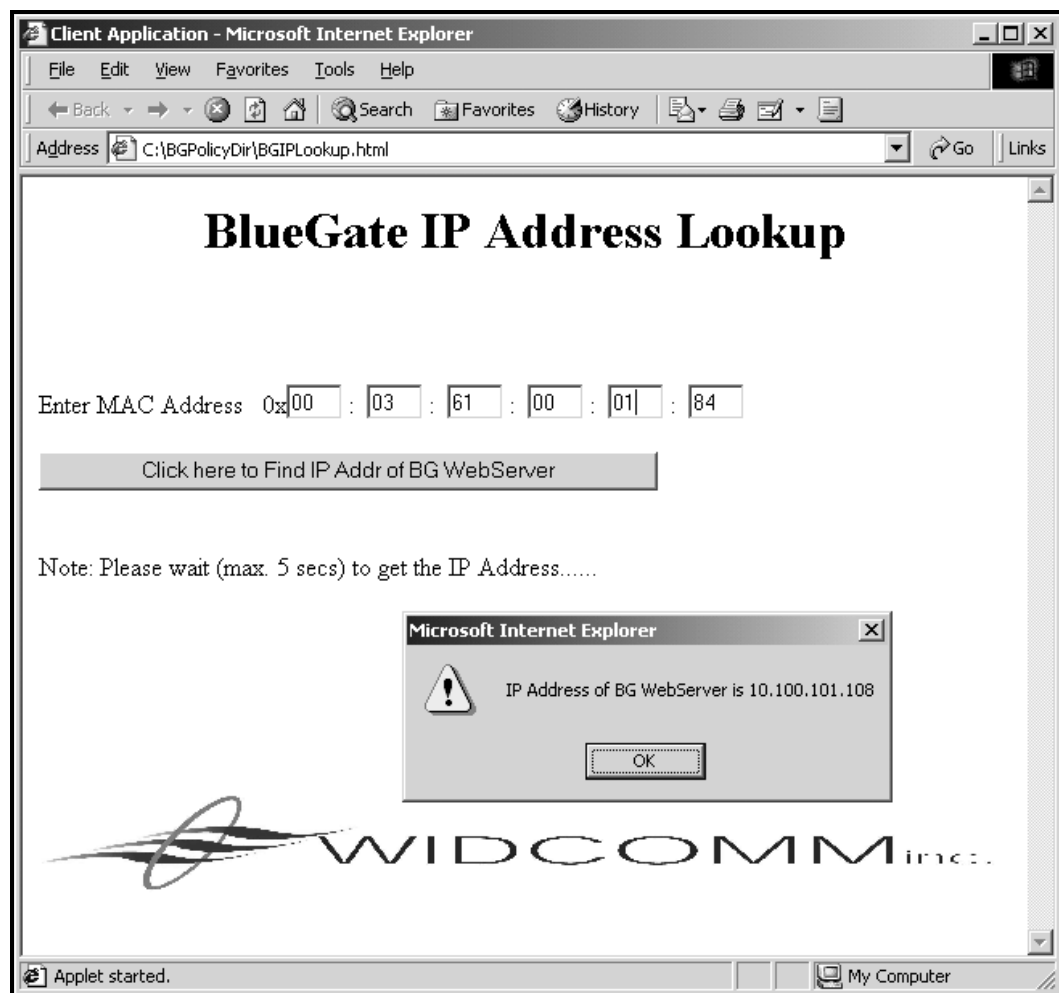 Client Application - Microsoft Internet Explorer
File Edit View Favorites Tools Help
Back Search Favorites History
Address C:\BGPolicyDir\BGIPLookup.html Go Links
BlueGate IP Address Lookup
Enter MAC Address 0x 00 : 03 : 61 : 00 : 01 : 84
Click here to Find IP Addr of BG WebServer
Note: Please wait (max. 5 secs) to get the IP Address......
Microsoft Internet Explorer
IP Address of BG WebServer is 10.100.101.108
OK
WIDCOMM inc.
Applet started. My Computer